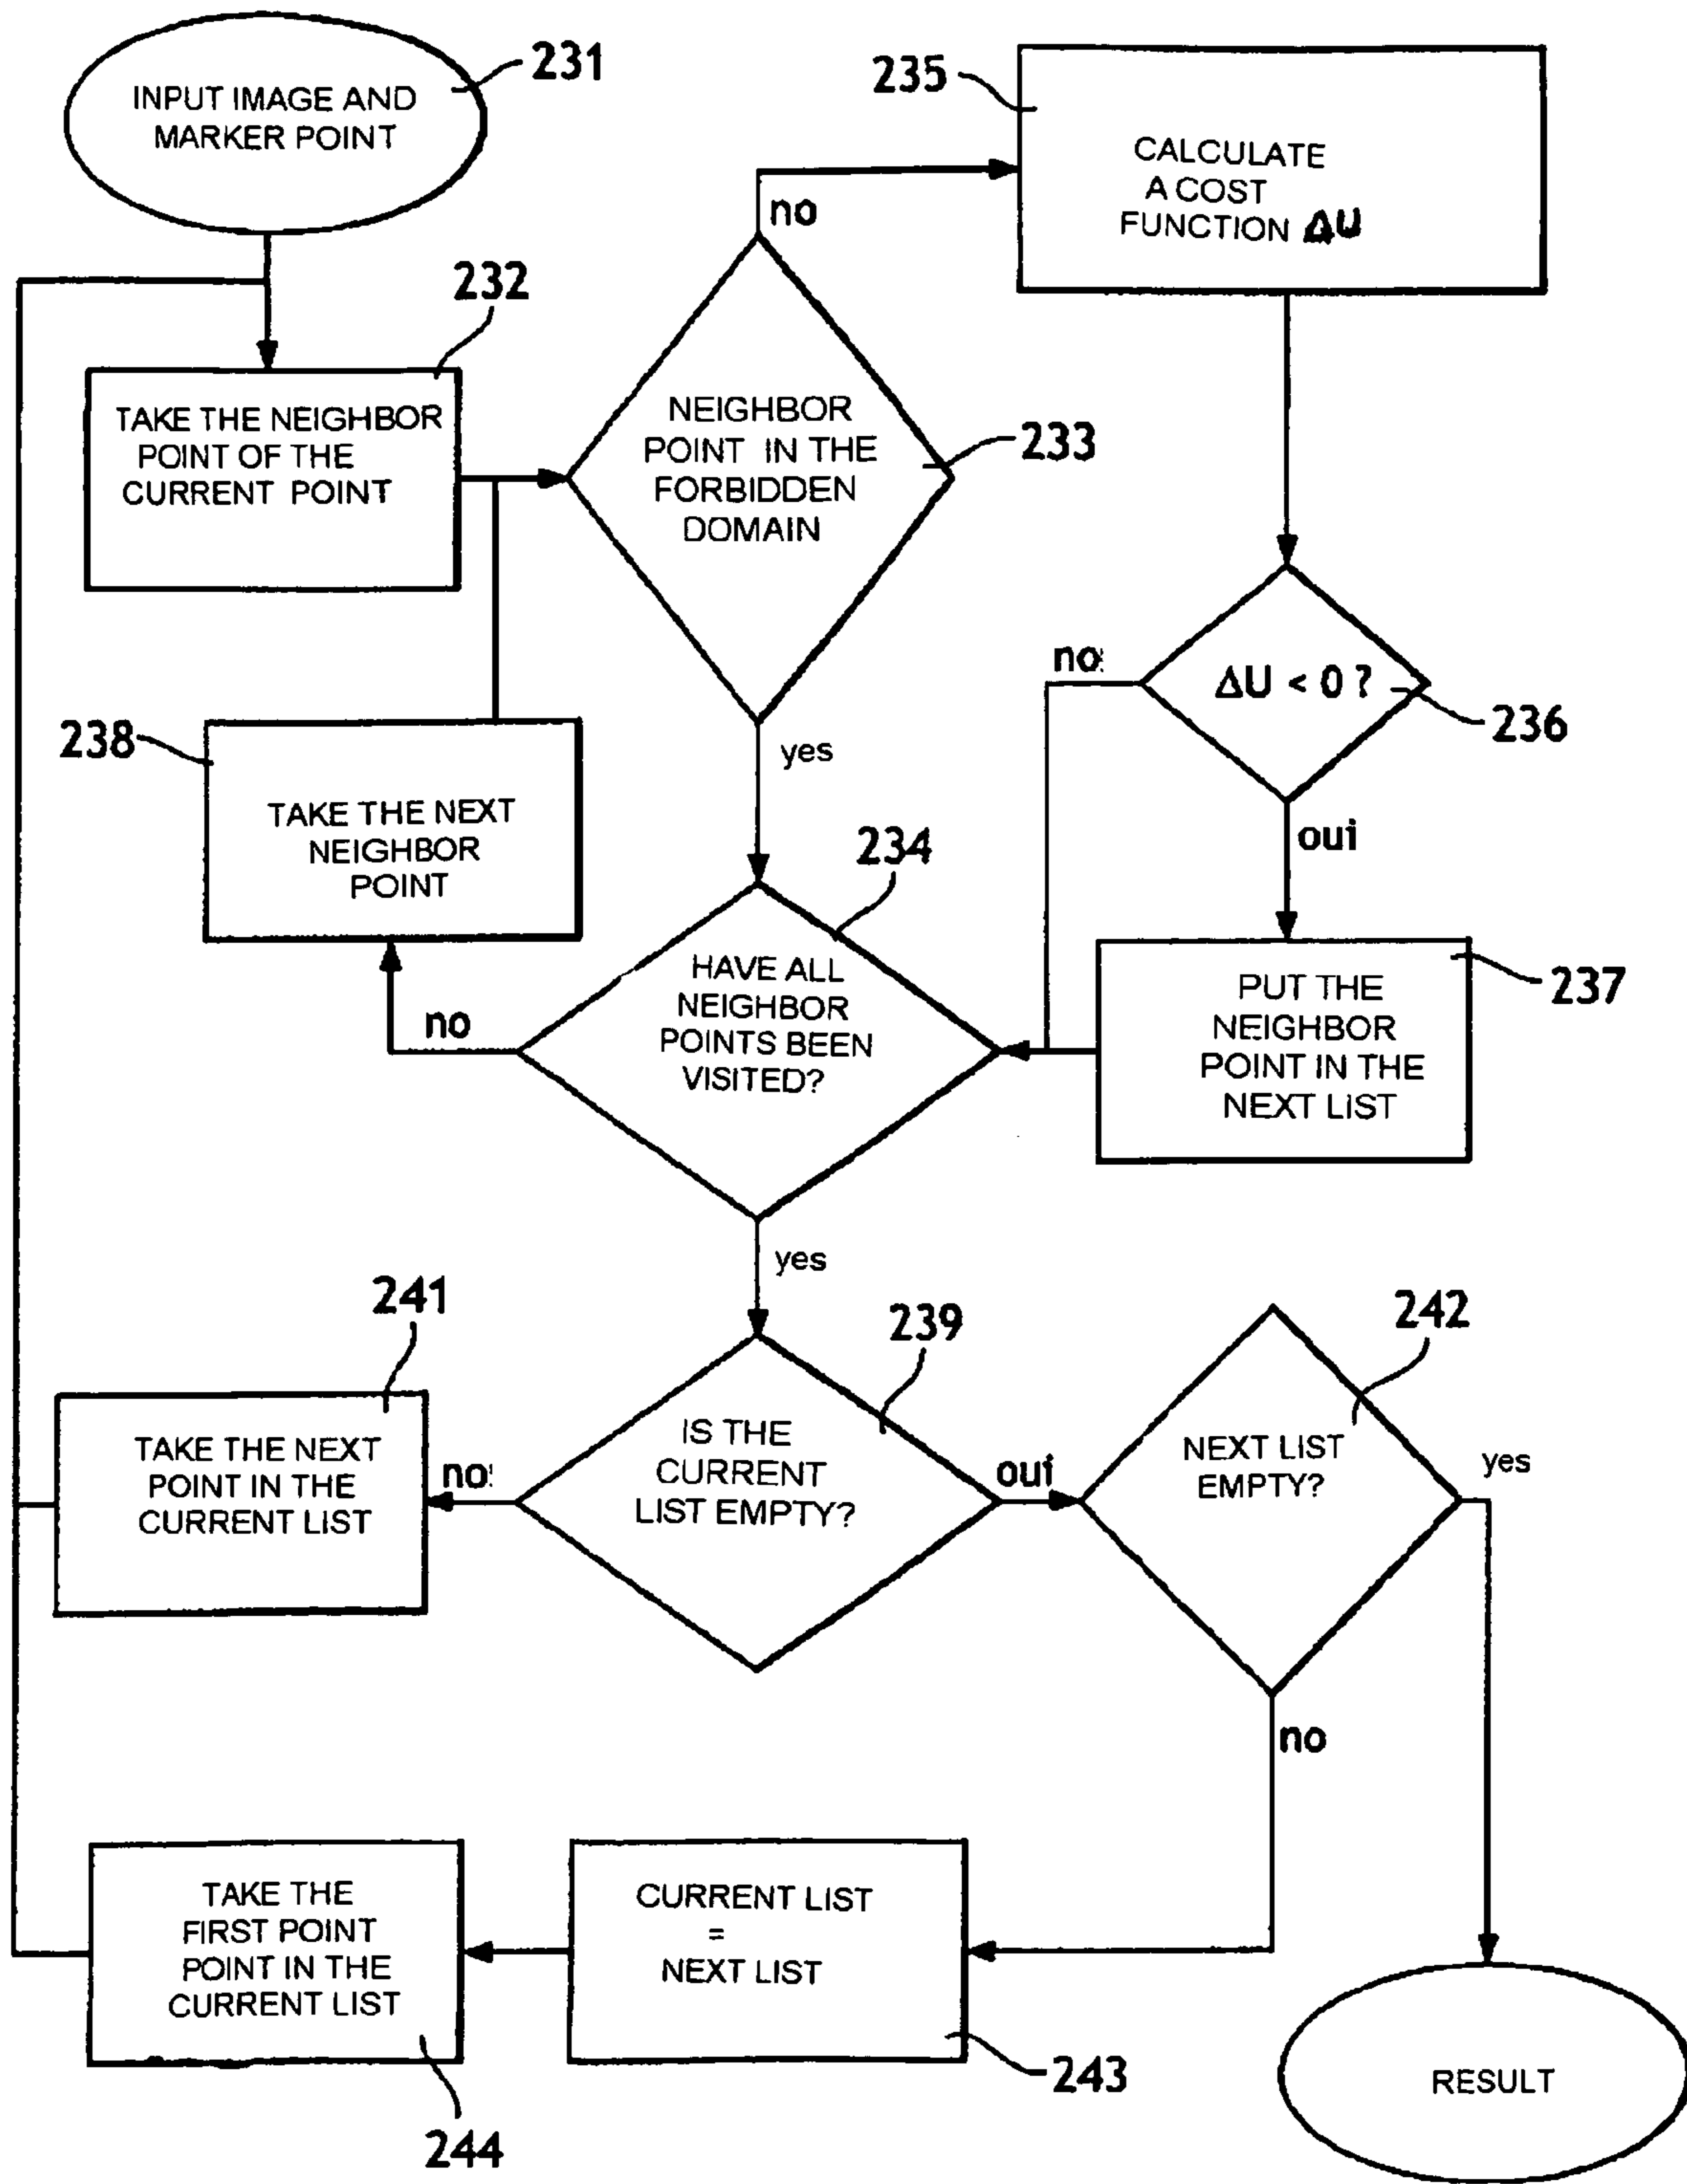 231
INPUT IMAGE AND
MARKER POINT
235
CALCULATE
A COST
FUNCTION ΔU
no
232
TAKE THE NEIGHBOR
POINT OF THE
CURRENT POINT
NEIGHBOR
POINT IN THE
FORBIDDEN
DOMAIN
233
no
ΔU < 0 ?
236
238
yes
TAKE THE NEXT
NEIGHBOR
POINT
oui
234
HAVE ALL
NEIGHBOR
POINTS BEEN
VISITED?
no
PUT THE
NEIGHBOR
POINT IN THE
NEXT LIST
237
yes
241
239
242
TAKE THE NEXT
POINT IN THE
CURRENT LIST
no
IS THE
CURRENT
LIST EMPTY?
oui
NEXT LIST
EMPTY?
yes
no
TAKE THE
FIRST POINT
POINT IN THE
CURRENT LIST
CURRENT LIST
=
NEXT LIST
243
244
RESULT